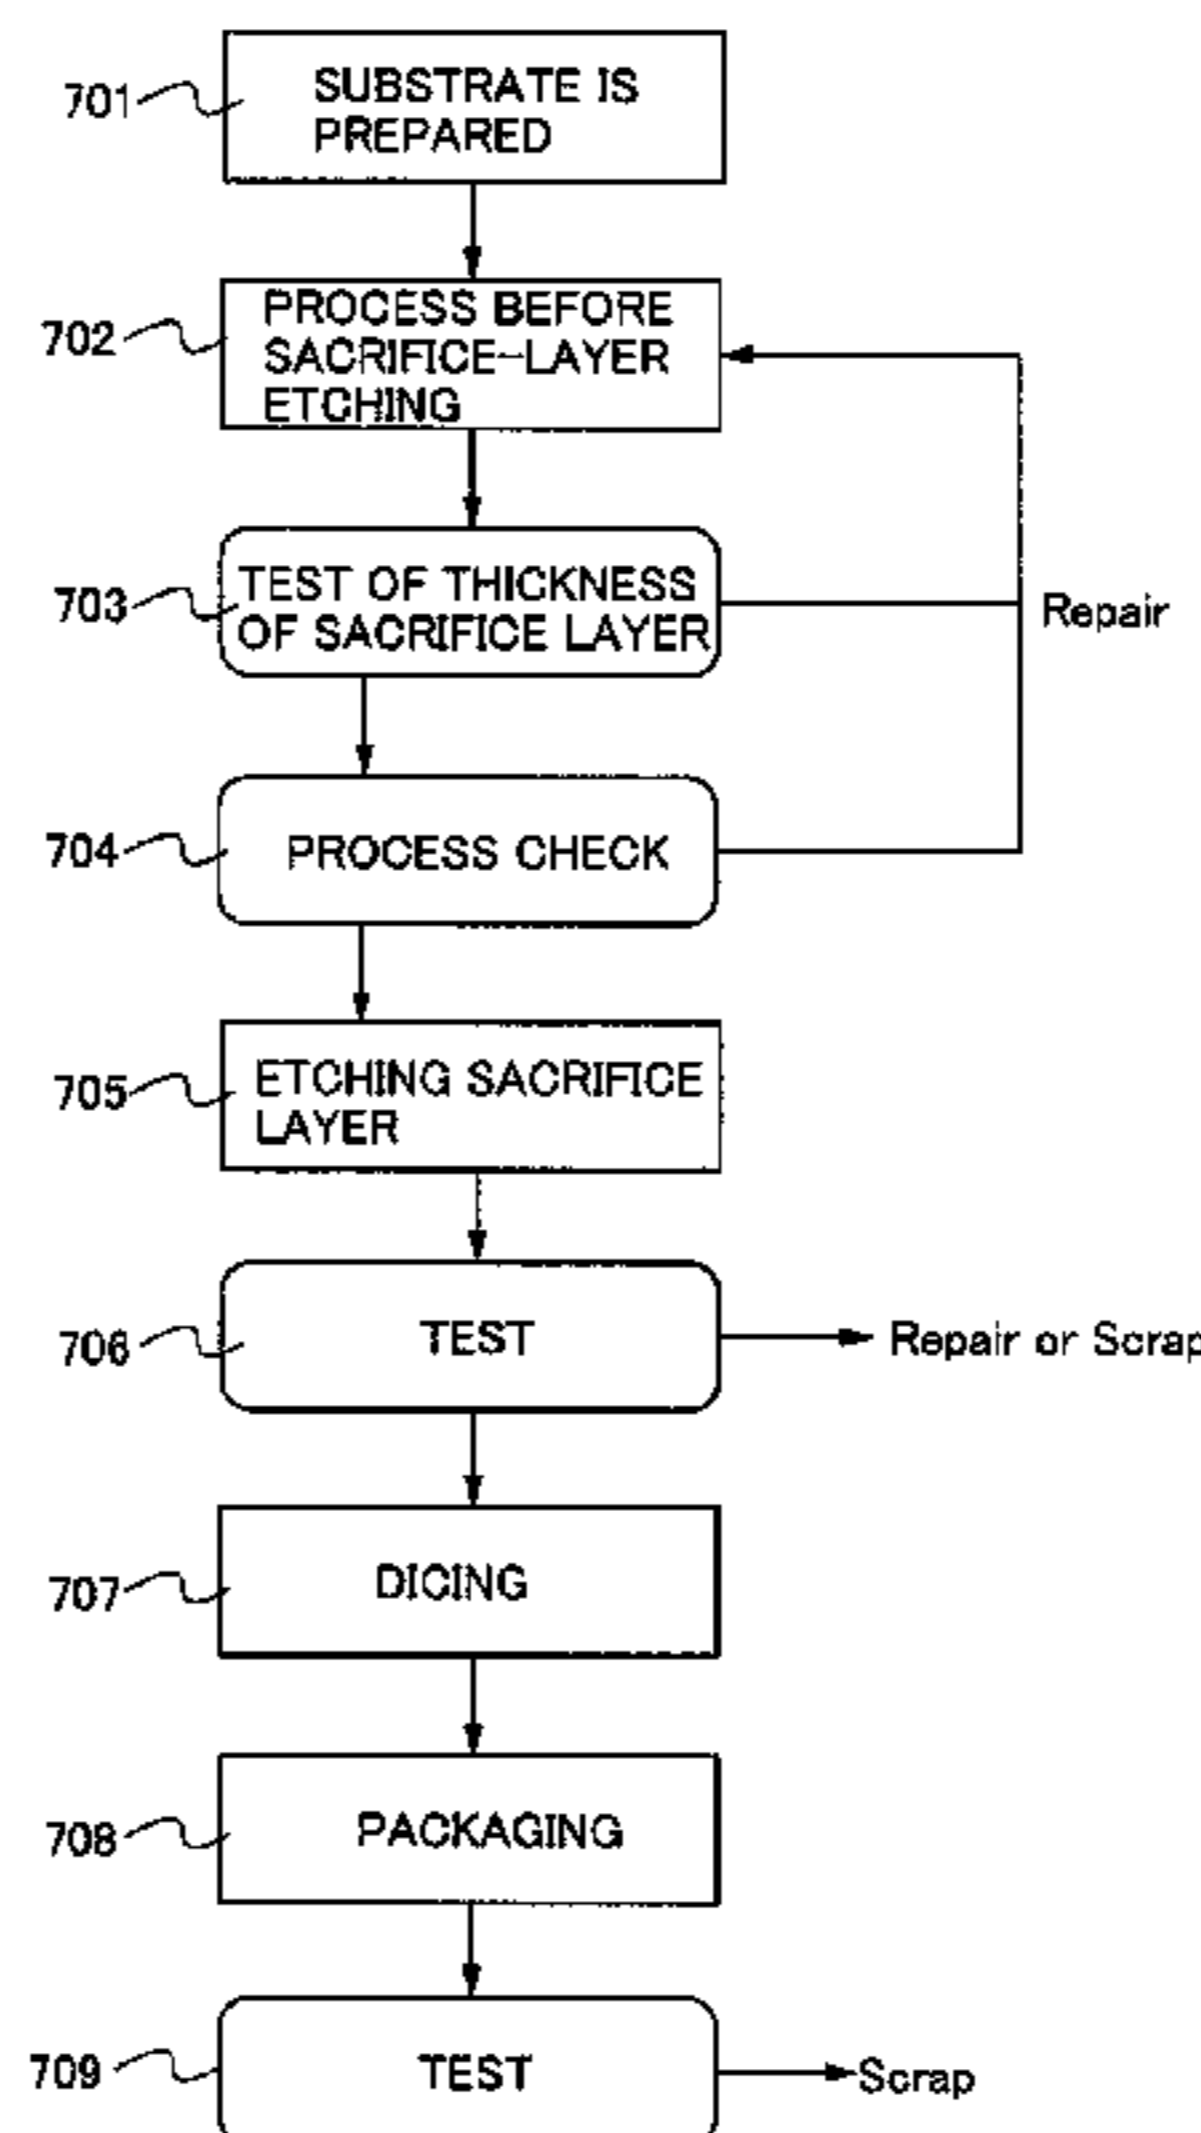 701
SUBSTRATE IS
PREPARED
702
PROCESS BEFORE
SACRIFICE-LAYER
ETCHING
703
TEST OF THICKNESS
OF SACRIFICE LAYER
Repair
704
PROCESS CHECK
705
ETCHING SACRIFICE
LAYER
706
TEST
Repair or Scrap
707
DICING
708
PACKAGING
709
TEST
Scrap